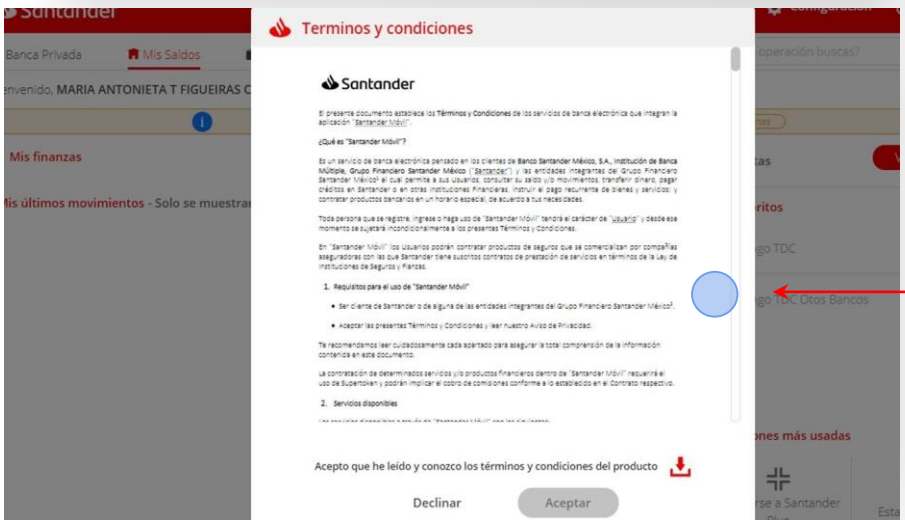 Santander
Configuración
Terminos y condiciones
Banca Privada
Mis Saldos
operación buscas?
envenido, MARIA ANTONIETA T FIGUEIRAS C
Santander
El presente documento establece los Términos y Condiciones de los servicios de banca electrónica que integran la
aplicación "Santander Móvil".
¿Qué es "Santander Móvil"?
Es un servicio de banca electrónica pensado en los clientes de Banco Santander México, S.A., Institución de Banca
Múltiple, Grupo Financiero Santander México ("Santander") y las entidades integrantes del Grupo Financiero
Santander México¹ el cual permite a sus Usuarios, consultar su saldo y/o movimientos, transferir dinero, pagar
créditos en Santander o en otras Instituciones Financieras, instruir el pago recurrente de bienes y servicios; y
contratar productos bancarios en un horario especial, de acuerdo a tus necesidades.
Toda persona que se registre, ingrese o haga uso de "Santander Móvil" tendrá el carácter de "Usuario" y desde ese
momento se sujetará incondicionalmente a los presentes Términos y Condiciones.
En "Santander Móvil" los Usuarios podrán contratar productos de seguros que se comercializan por compañías
aseguradoras con las que Santander tiene suscritos contratos de prestación de servicios en términos de la Ley de
Instituciones de Seguros y Fianzas.
1. Requisitos para el uso de "Santander Móvil"
• Ser cliente de Santander o de alguna de las entidades integrantes del Grupo Financiero Santander México².
• Aceptar las presentes Términos y Condiciones y leer nuestro Aviso de Privacidad.
Te recomendamos leer cuidadosamente cada apartado para asegurar la total comprensión de la información
contenida en este documento.
La contratación de determinados servicios y/o productos financieros dentro de "Santander Móvil" requerirá el
uso de Supertoken y podrán implicar el cobro de comisiones conforme a lo establecido en el Contrato respectivo.
2. Servicios disponibles
Mis finanzas
tas
Mis últimos movimientos - Solo se muestran
oritos
ago TDC
ago TDC Otos Bancos
ones más usadas
rse a Santander
Plus
Esta
Acepto que he leído y conozco los términos y condiciones del producto
Declinar
Aceptar